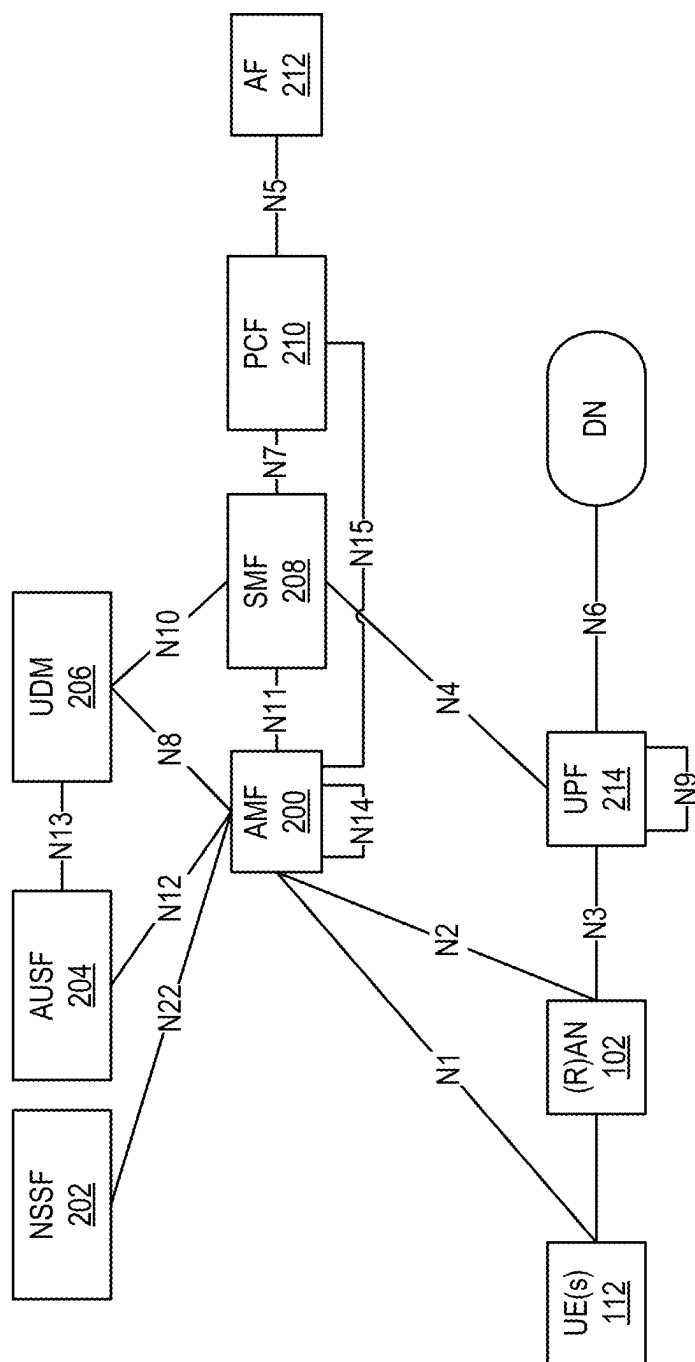 NSSF
202
AUSF
204
N13
UDM
206
N22
N12
N8
N10
AMF
200
N11
SMF
208
N7
PCF
210
N5
AF
212
N14
N15
N1
N2
N4
UE(s)
112
(R)AN
102
N3
UPF
214
N6
DN
N9